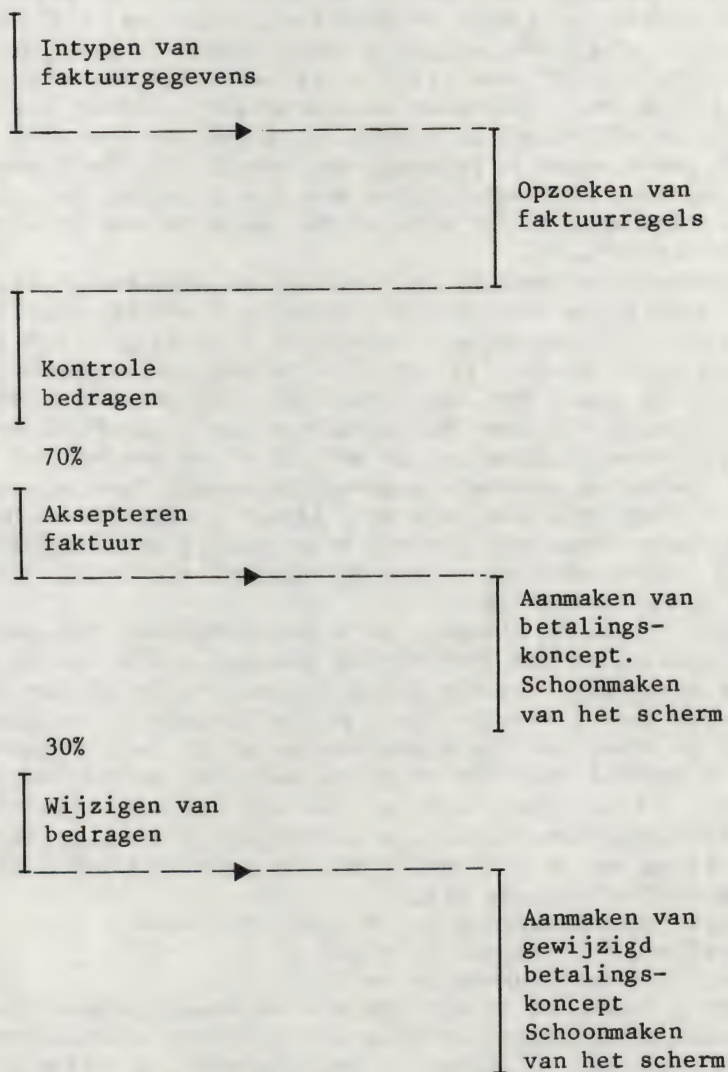 Intypen van
faktuurgegevens
Opzoeken van
faktuurregels
Kontrole
bedragen
70%
Aksepteren
faktuur
Aanmaken van
betalings-
koncept.
Schoonmaken
van het scherm
30%
Wijzigen van
bedragen
Aanmaken van
gewijzigd
betalings-
koncept
Schoonmaken
van het scherm